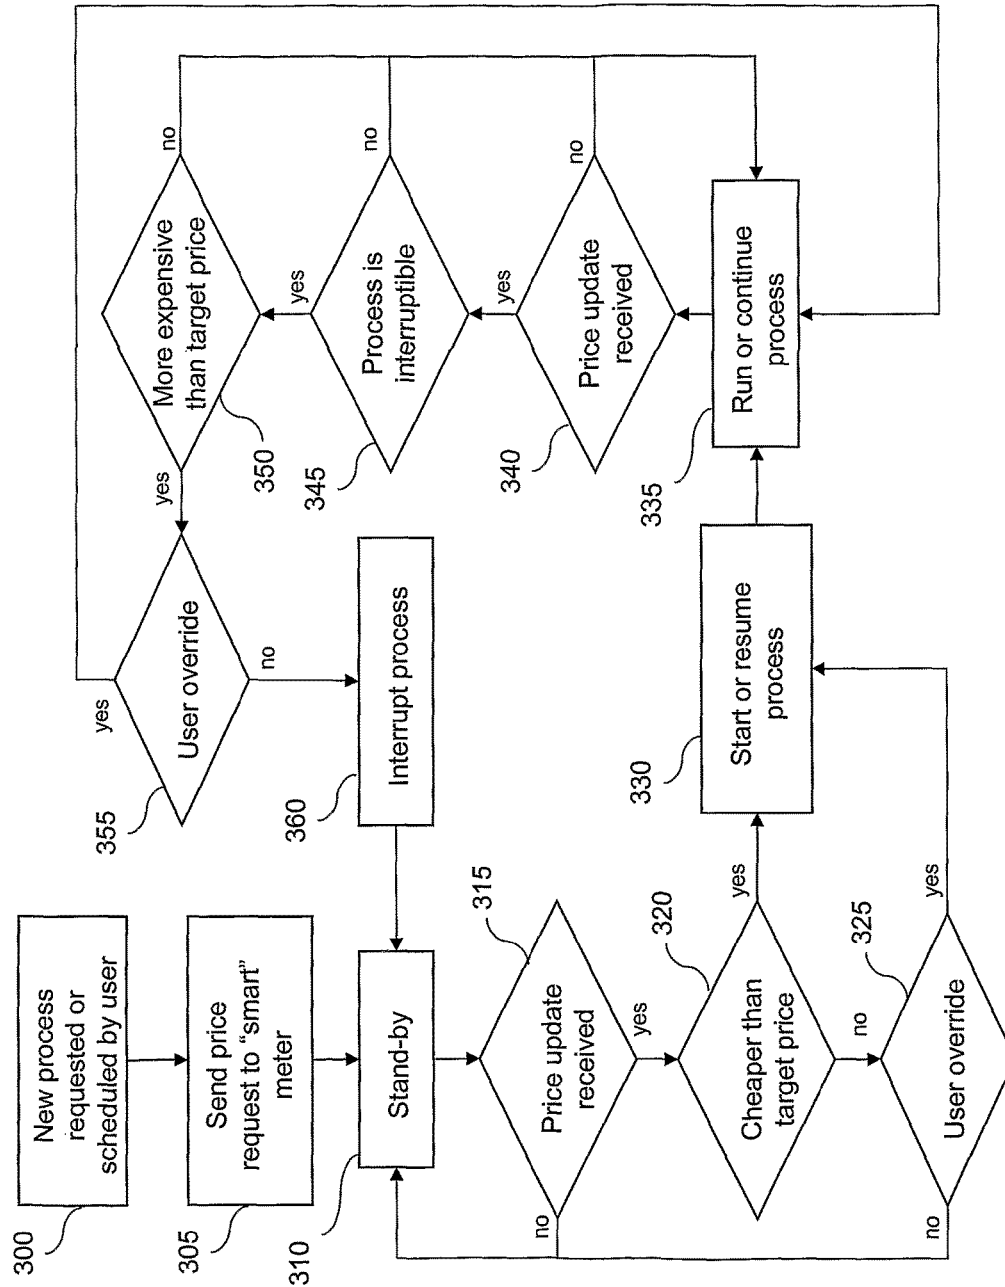 New process
requested or
scheduled by user
300
Send price
request to "smart"
meter
305
Stand-by
310
Price update
received
315
no
yes
Cheaper than
target price
320
yes
no
User override
325
no
yes
Start or resume
process
330
Run or continue
process
335
Price update
received
340
no
yes
Process is
interruptible
345
no
yes
More expensive
than target price
350
no
yes
User override
355
yes
no
Interrupt process
360